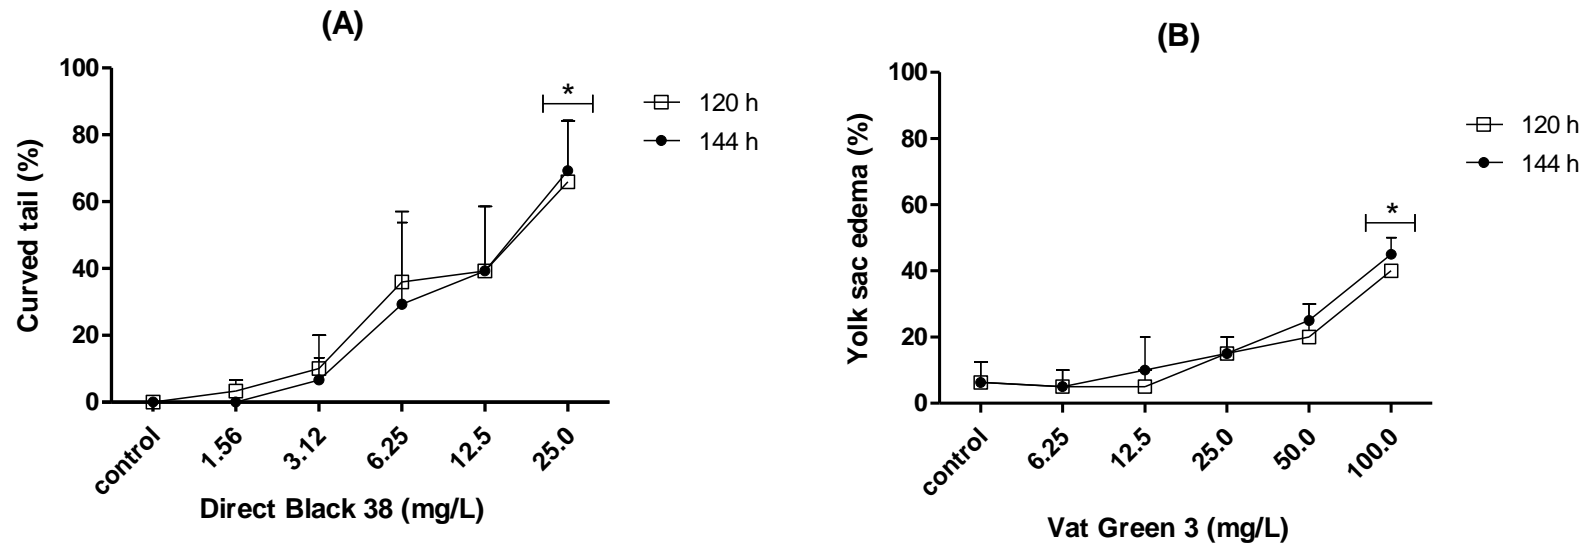 (A)
Curved tail (%)
100
80
60
40
20
0
*
120 h
144 h
control
1.56
3.12
6.25
12.5
25.0
Direct Black 38 (mg/L)
(B)
Yolk sac edema (%)
100
80
60
40
20
0
*
120 h
144 h
control
6.25
12.5
25.0
50.0
100.0
Vat Green 3 (mg/L)